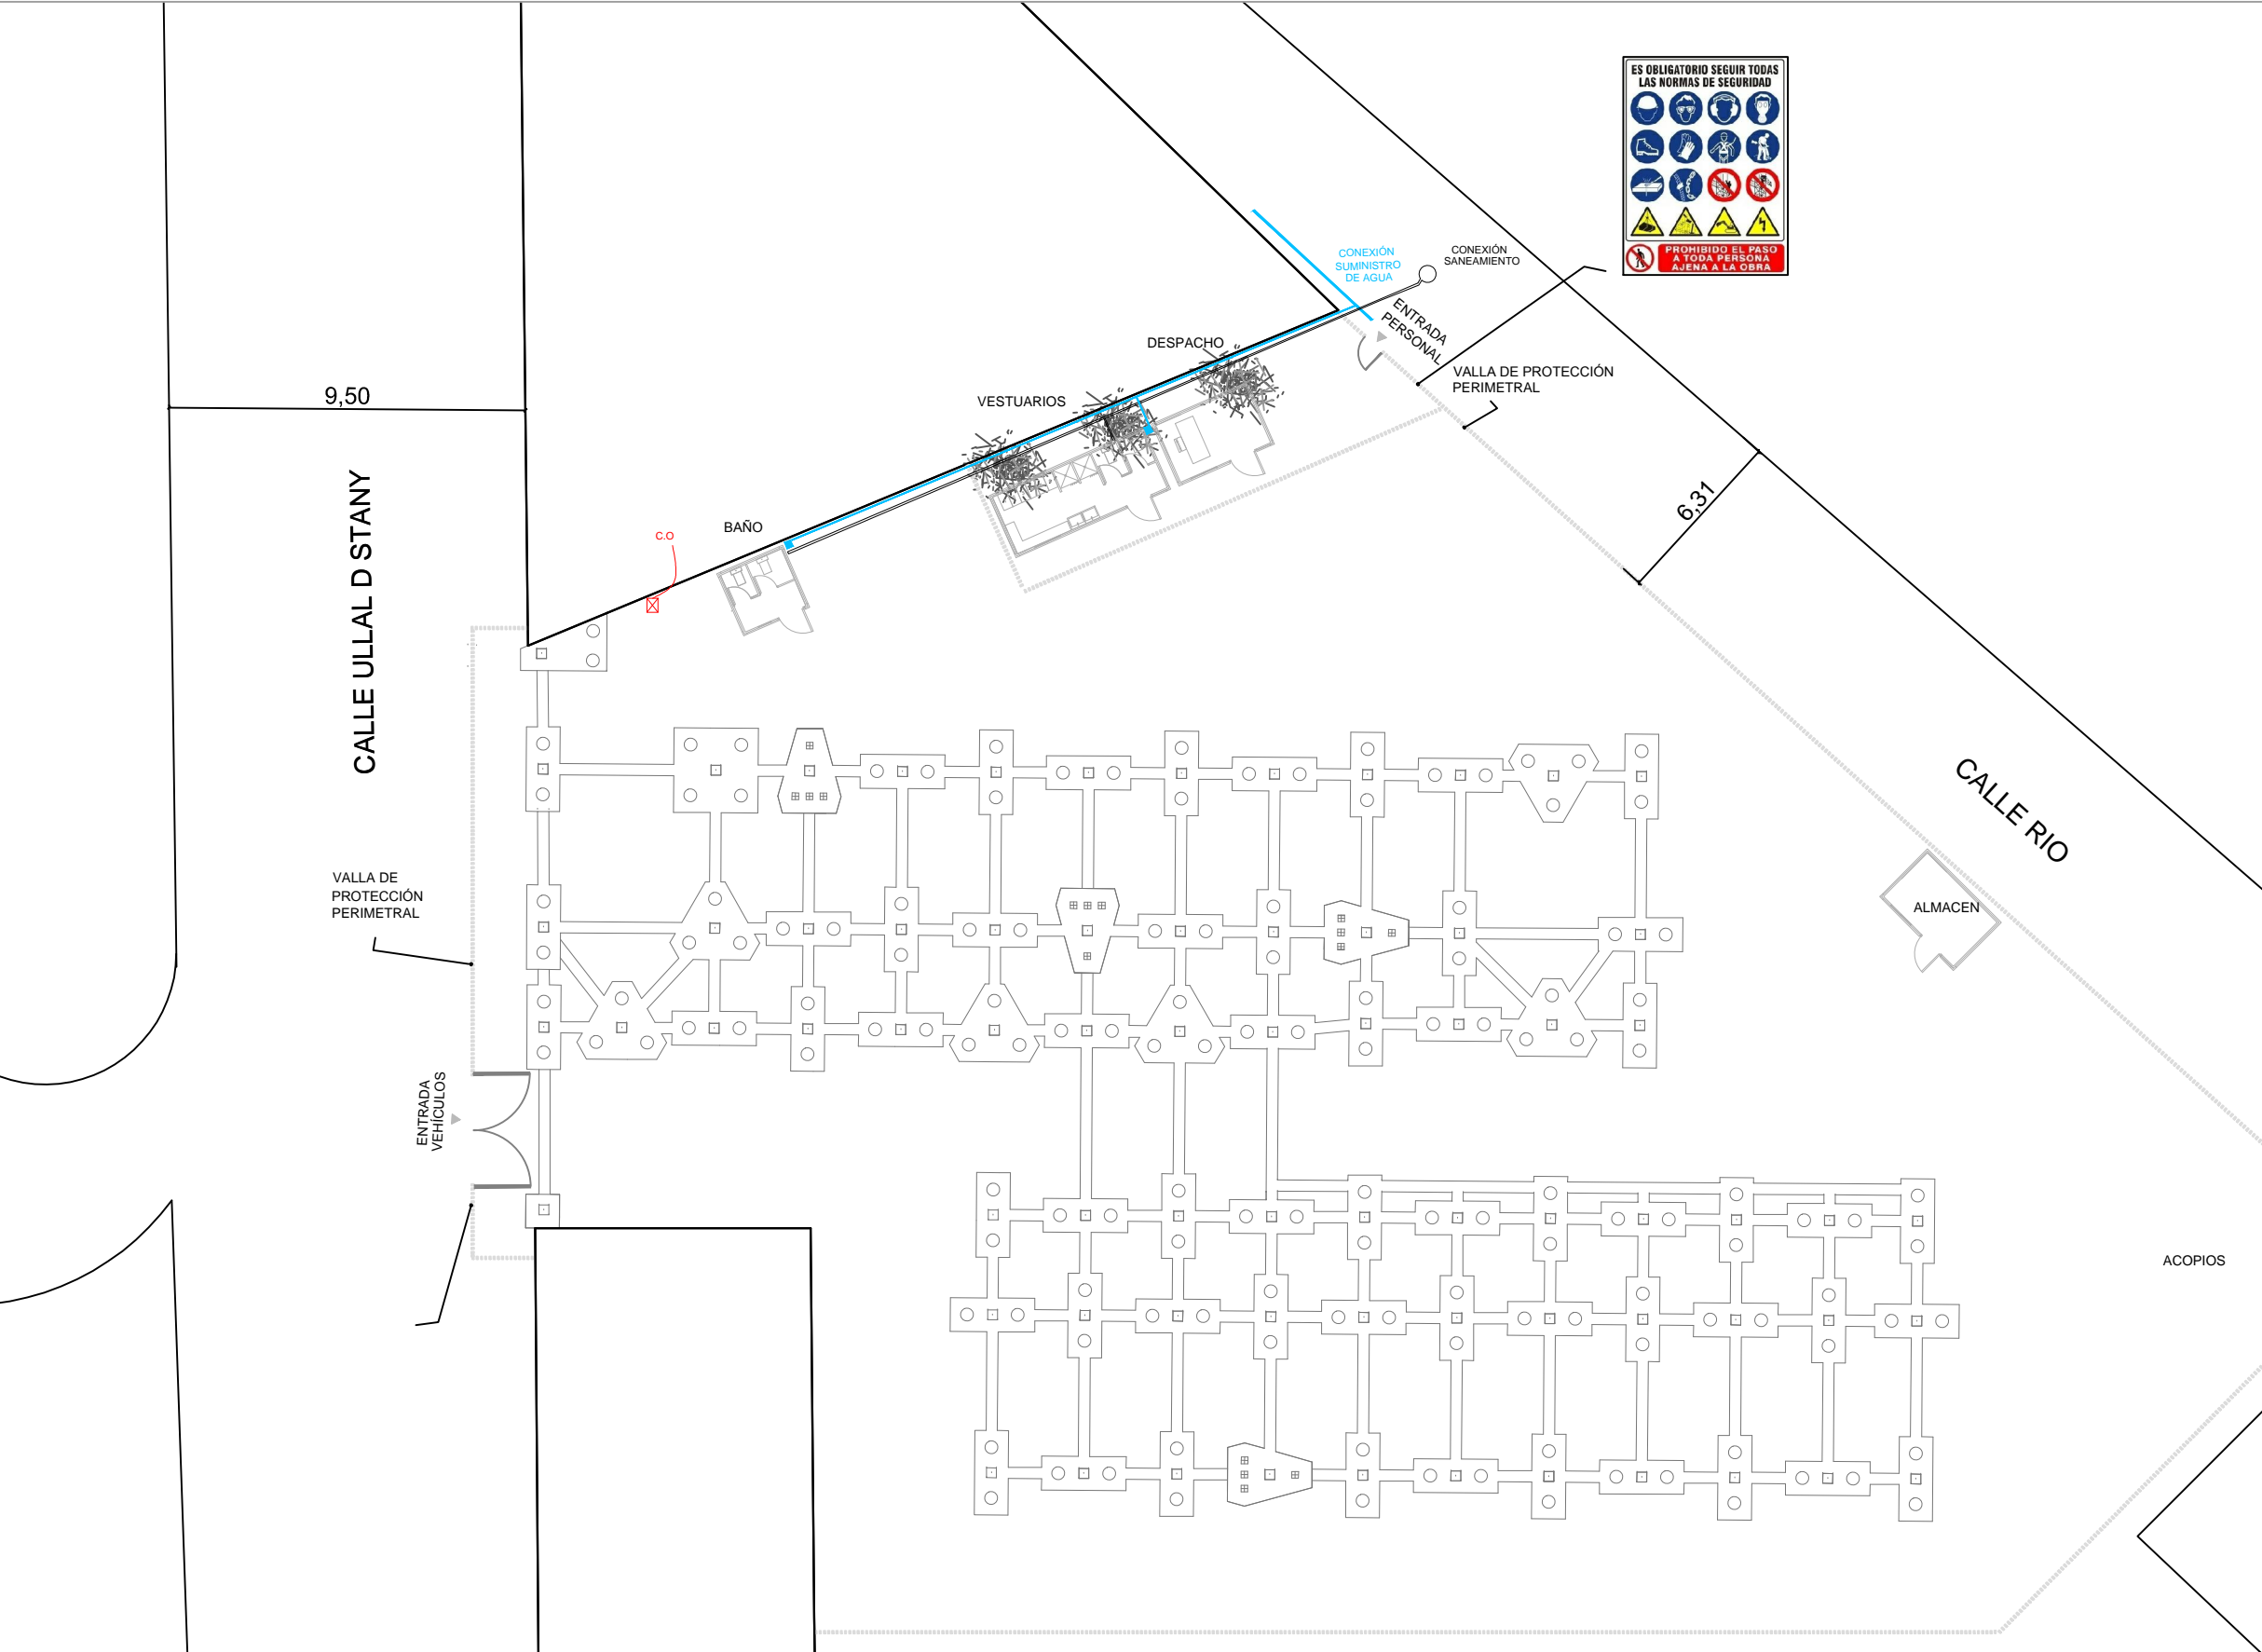 ES OBLIGATORIO SEGUIR TODAS
LAS NORMAS DE SEGURIDAD
PROHIBIDO EL PASO
A TODA PERSONA
AJENA A LA OBRA
CONEXIÓN
SUMINISTRO
DE AGUA
CONEXIÓN
SANEAMIENTO
ENTRADA
PERSONAL
DESPACHO
VALLA DE PROTECCIÓN
PERIMETRAL
9,50
VESTUARIOS
6,31
BAÑO
C.O
CALLE ULLAL D STANY
CALLE RIO
VALLA DE
PROTECCIÓN
PERIMETRAL
ALMACEN
ENTRADA
VEHÍCULOS
ACOPIOS